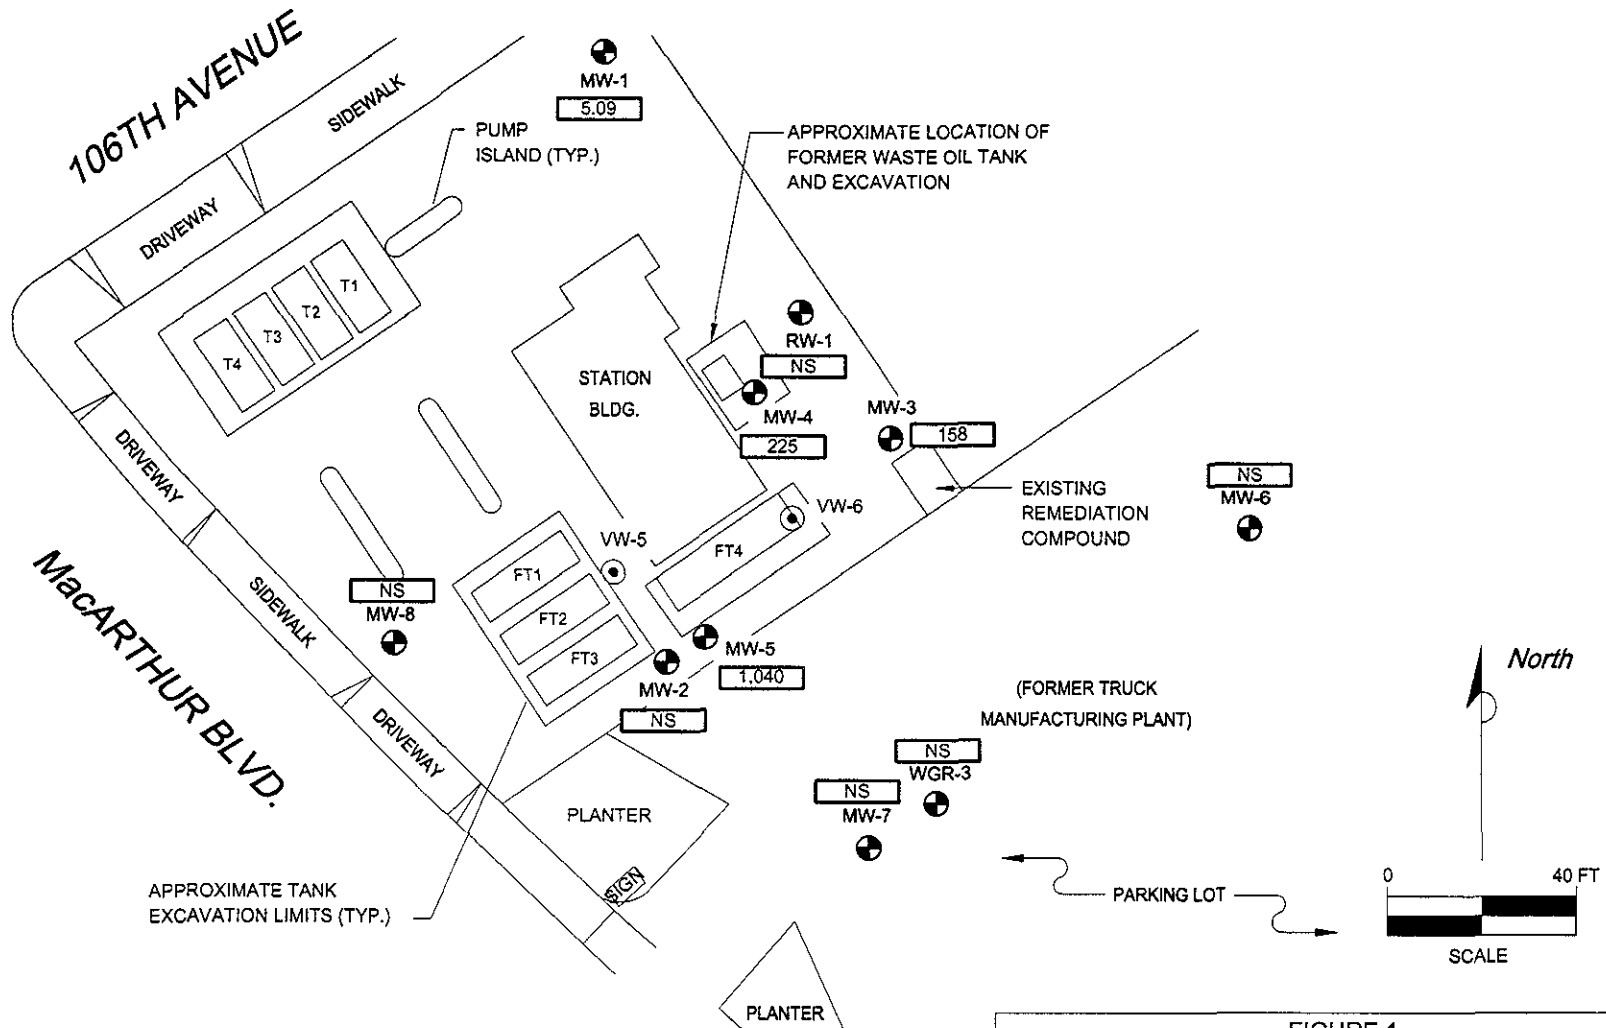 106TH AVENUE
SIDEWALK
MW-1
5.09
PUMP
ISLAND (TYP.)
APPROXIMATE LOCATION OF
FORMER WASTE OIL TANK
AND EXCAVATION
DRIVEWAY
T1
T2
T3
T4
RW-1
NS
STATION
BLDG.
MW-4
225
MW-3
158
DRIVEWAY
EXISTING
REMEDIATION
COMPOUND
NS
MW-6
VW-6
VW-5
FT4
FT1
FT2
FT3
NS
MW-8
SIDEWALK
MacARTHUR BLVD.
MW-5
1,040
MW-2
NS
North
(FORMER TRUCK
MANUFACTURING PLANT)
DRIVEWAY
NS
WGR-3
NS
MW-7
PLANTER
SIGN
APPROXIMATE TANK
EXCAVATION LIMITS (TYP.)
PARKING LOT
0 40 FT
SCALE
PLANTER
FIGURE 1